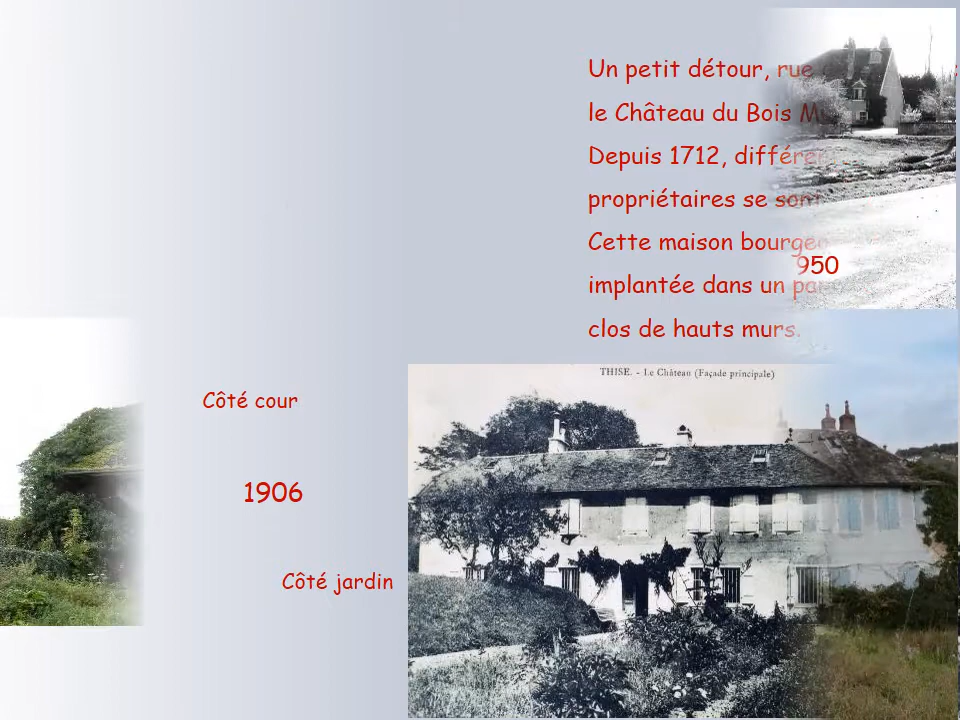 Un petit détour, rue
le Château du Bois
Depuis 1712,
propriétaires se sont
Cette maison
implantée dans un
clos de hauts murs.
950
THISE. - Le Château (Façade principale)
Côté cour
1906
Côté jardin